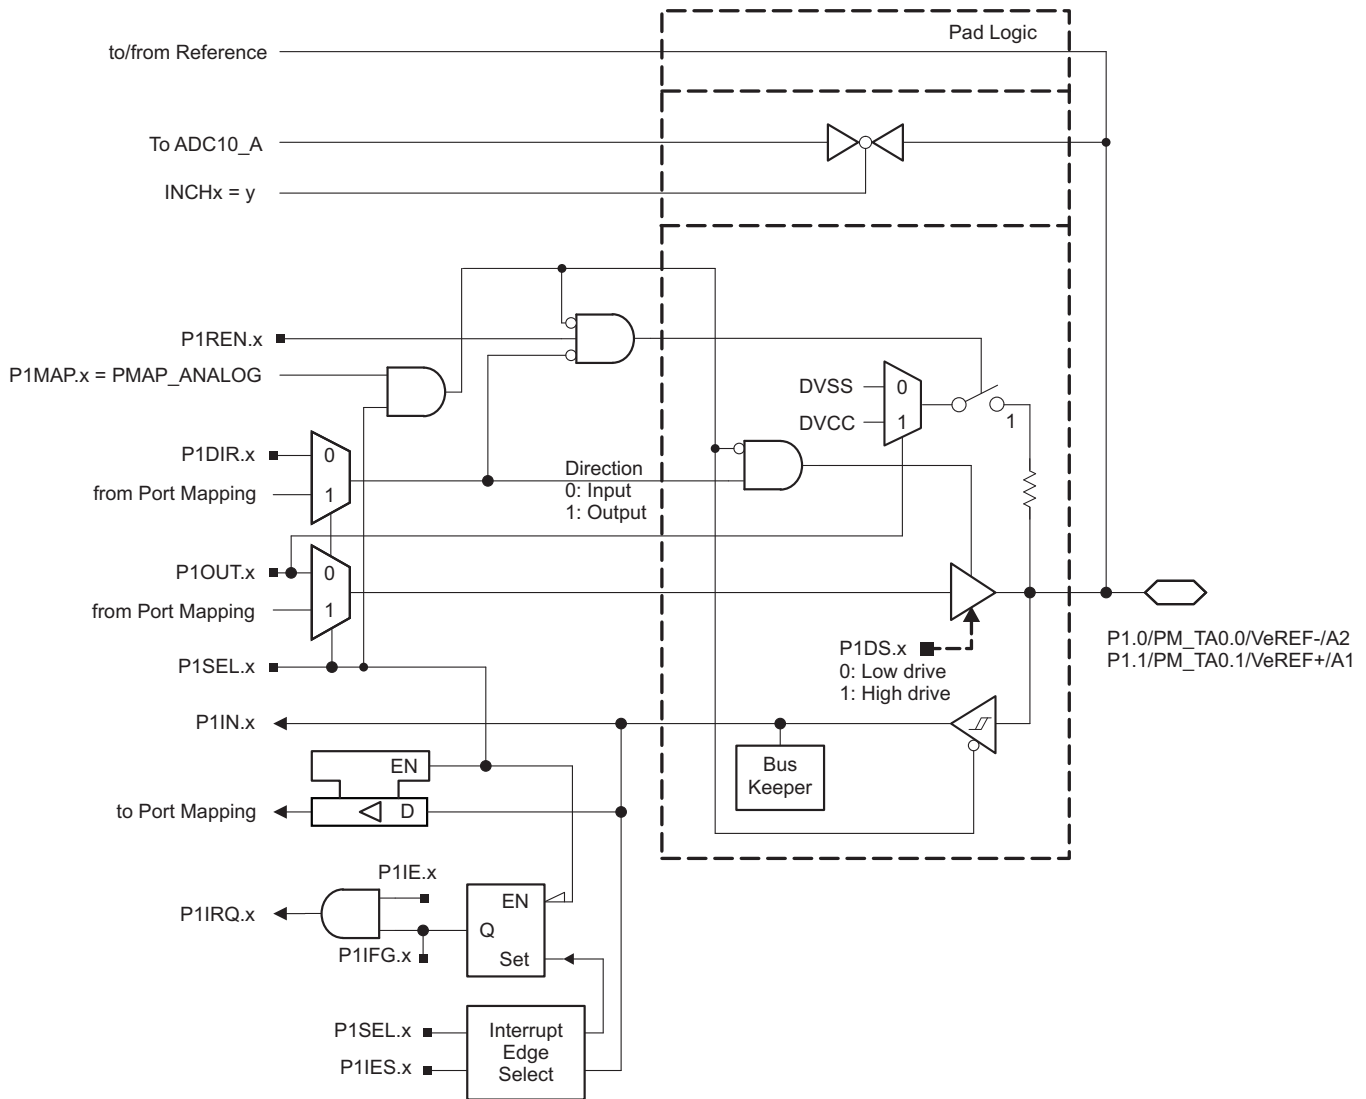 Pad Logic
to/from Reference
To ADC10_A
INCHx = y
P1REN.x
P1MAP.x = PMAP_ANALOG
DVSS
0
DVCC
1
1
P1DIR.x
0
from Port Mapping
1
Direction
0: Input
1: Output
P1OUT.x
0
from Port Mapping
1
P1SEL.x
P1DS.x
0: Low drive
1: High drive
P1.0/PM_TA0.0/VeREF-/A2
P1.1/PM_TA0.1/VeREF+/A1
P1IN.x
Bus
Keeper
EN
to Port Mapping
D
P1IE.x
P1IRQ.x
P1IFG.x
EN
Q
Set
P1SEL.x
P1IES.x
Interrupt
Edge
Select